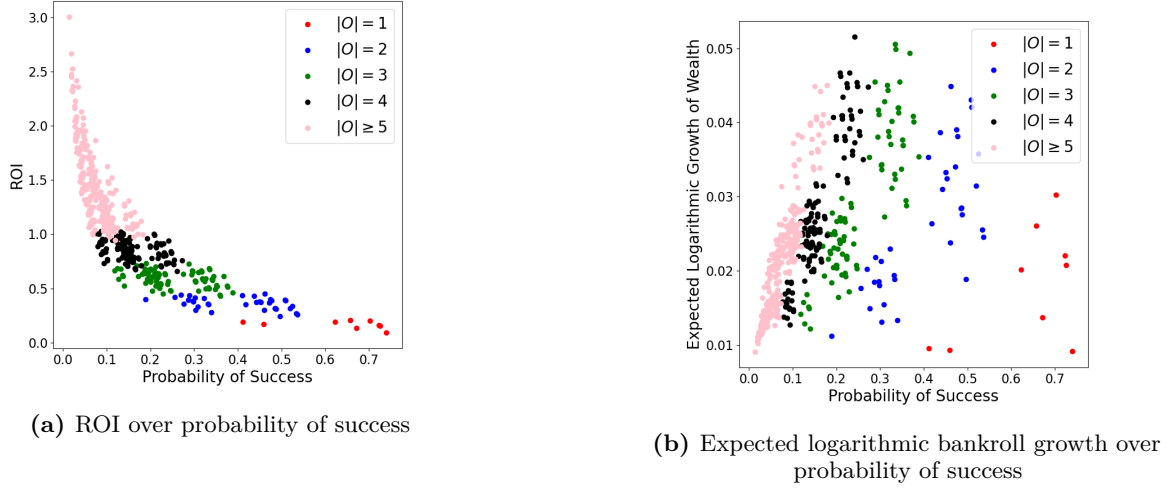 3.0
2.5
2.0
1.5
1.0
0.5
0.0
ROI
0.0 0.1 0.2 0.3 0.4 0.5 0.6 0.7
Probability of Success
|O| = 1
|O| = 2
|O| = 3
|O| = 4
|O| ≥ 5
(a) ROI over probability of success
0.05
0.04
0.03
0.02
0.01
Expected Logarithmic Growth of Wealth
0.0 0.1 0.2 0.3 0.4 0.5 0.6 0.7
Probability of Success
|O| = 1
|O| = 2
|O| = 3
|O| = 4
|O| ≥ 5
(b) Expected logarithmic bankroll growth over
probability of success